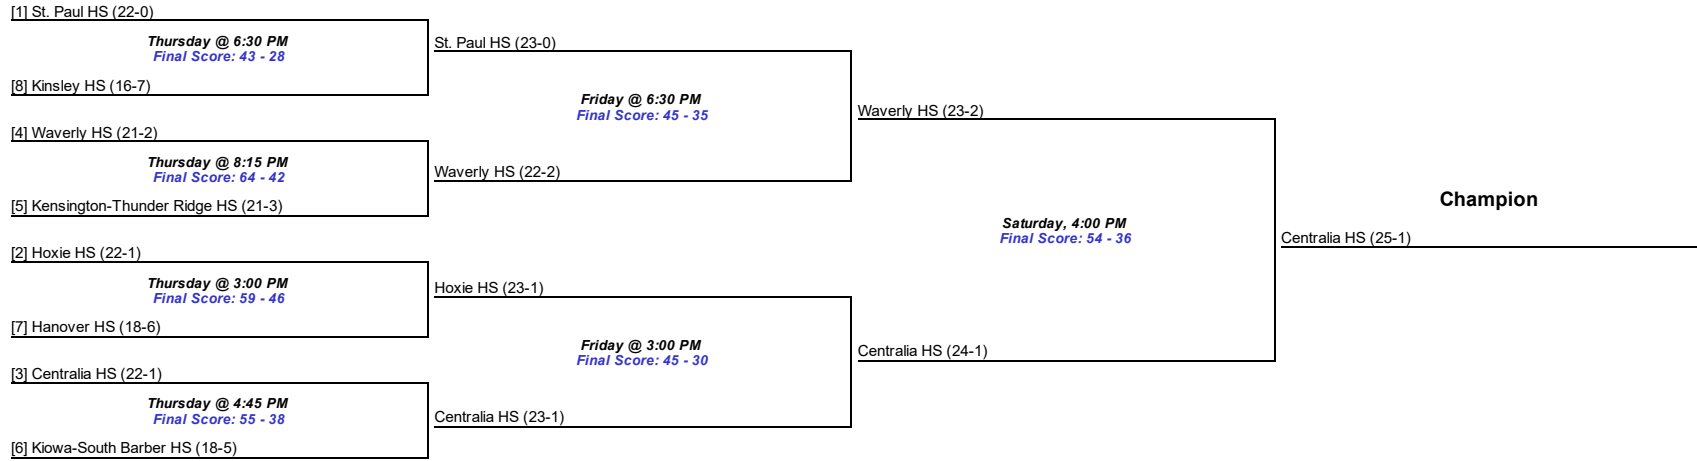 [1] St. Paul HS (22-0)
Thursday @ 6:30 PM
Final Score: 43 - 28
[8] Kinsley HS (16-7)
[4] Waverly HS (21-2)
Thursday @ 8:15 PM
Final Score: 64 - 42
[5] Kensington-Thunder Ridge HS (21-3)
[2] Hoxie HS (22-1)
Thursday @ 3:00 PM
Final Score: 59 - 46
[7] Hanover HS (18-6)
[3] Centralia HS (22-1)
Thursday @ 4:45 PM
Final Score: 55 - 38
[6] Kiowa-South Barber HS (18-5)
St. Paul HS (23-0)
Friday @ 6:30 PM
Final Score: 45 - 35
Waverly HS (22-2)
Hoxie HS (23-1)
Friday @ 3:00 PM
Final Score: 45 - 30
Centralia HS (23-1)
Waverly HS (23-2)
Saturday, 4:00 PM
Final Score: 54 - 36
Centralia HS (24-1)
Champion
Centralia HS (25-1)